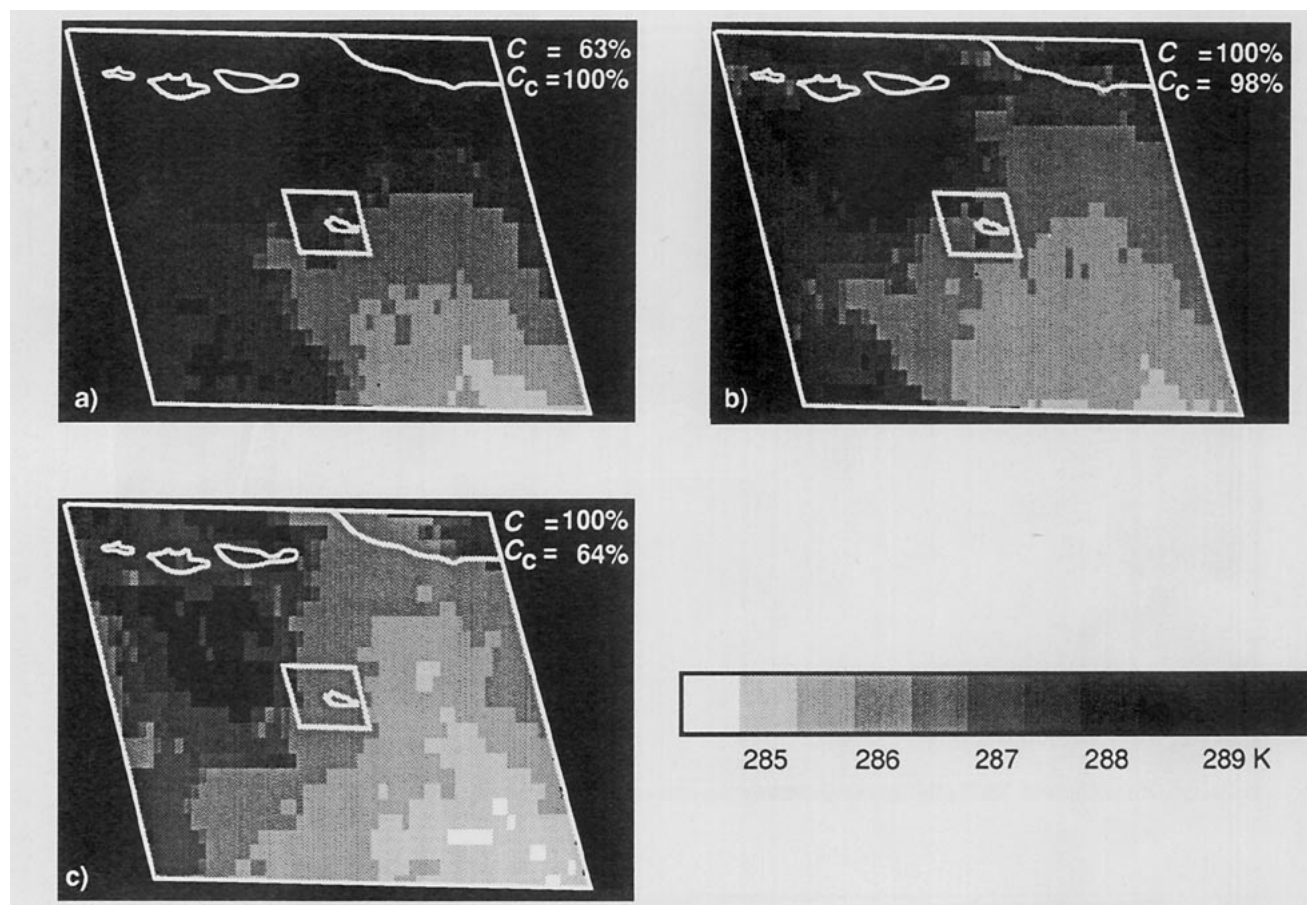 C = 63%
Cc =100%
a)
C =100%
Cc = 98%
b)
C =100%
Cc = 64%
c)
285 286 287 288 289 K